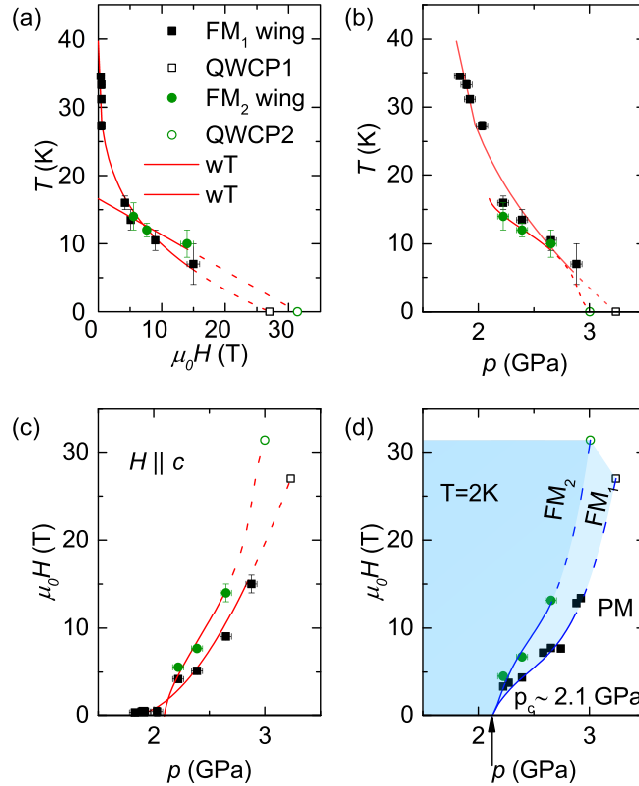 (a)
FM₁ wing
QWCP1
FM₂ wing
QWCP2
wT
wT
T (K)
40
30
20
10
0
0 10 20 30
μ₀H (T)
(b)
T (K)
40
30
20
10
0
2 3
p (GPa)
(c)
H || c
μ₀H (T)
30
20
10
0
2 3
p (GPa)
(d)
T=2K
FM₂
FM₁
PM
p_c~ 2.1 GPa
μ₀H (T)
30
20
10
0
2 3
p (GPa)